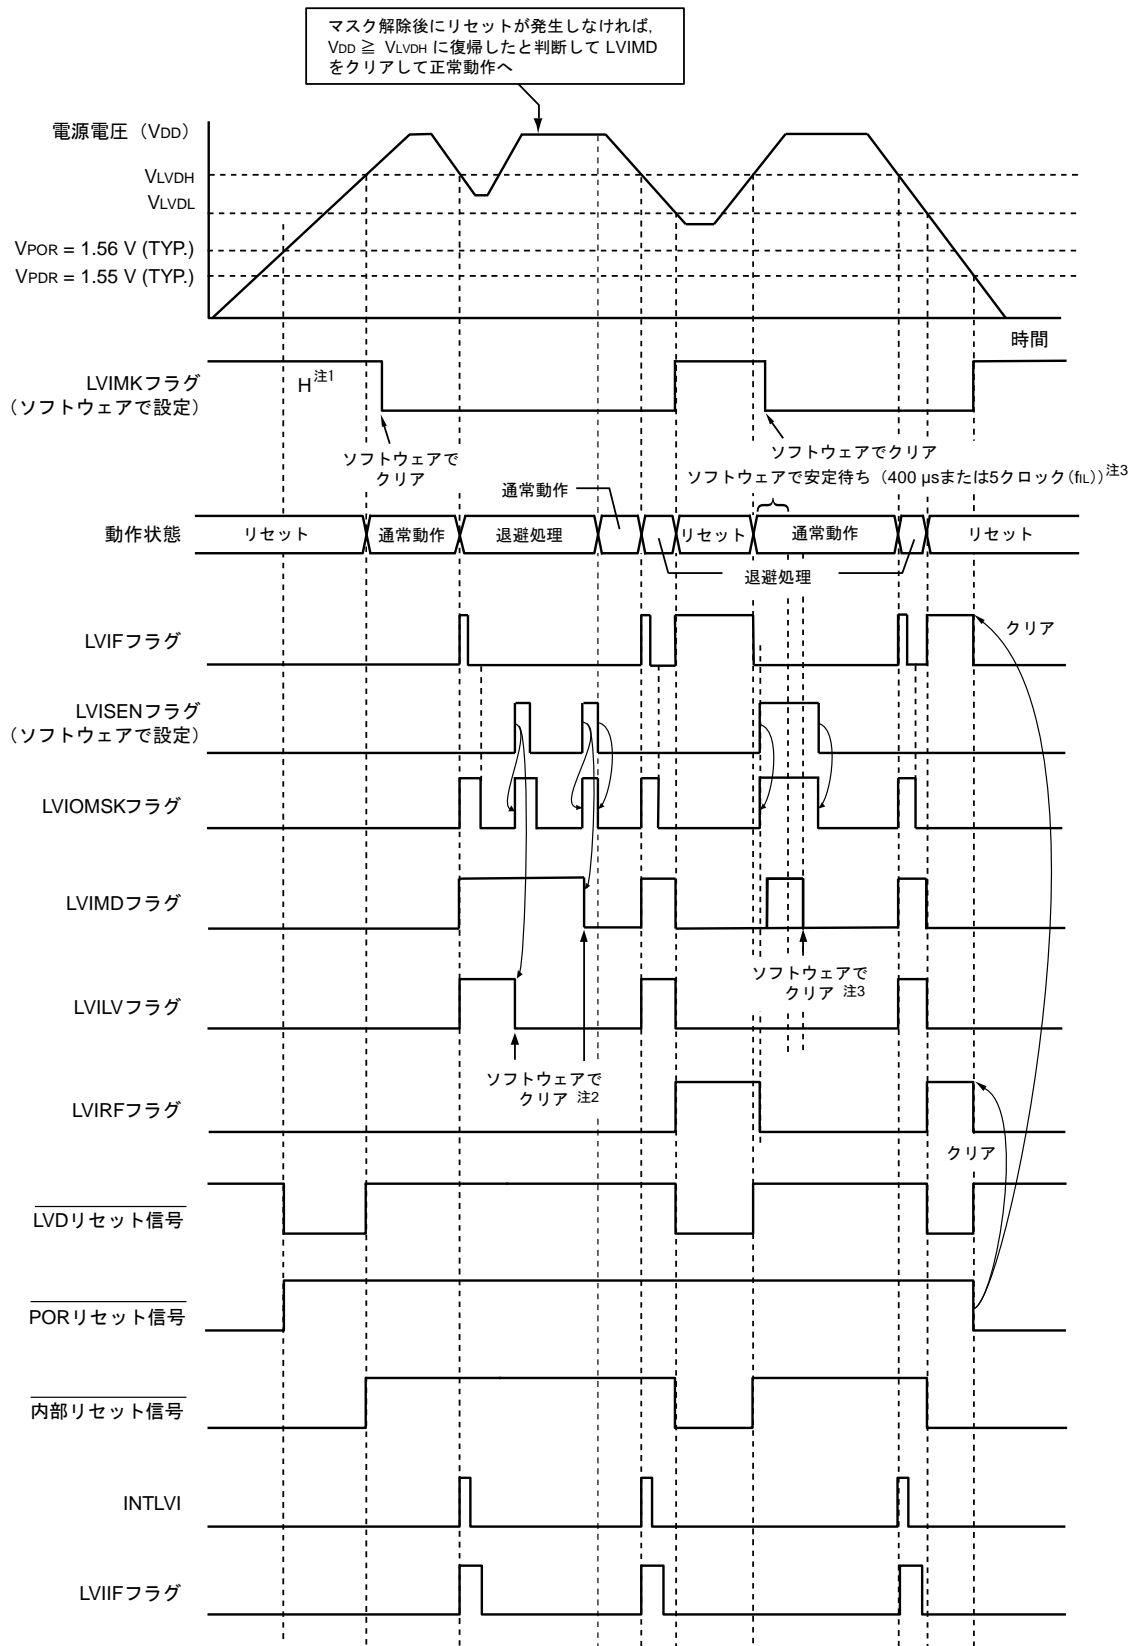 マスク解除後にリセットが発生しなければ,
VDD ≧ VLVDH に復帰したと判断して LVIMD
をクリアして正常動作へ
電源電圧（VDD）
VLVDH
VLVDL
VPOR = 1.56 V (TYP.)
VPDR = 1.55 V (TYP.)
時間
LVIMKフラグ
（ソフトウェアで設定）
H注1
ソフトウェアで
クリア
ソフトウェアでクリア
ソフトウェアで安定待ち（400 μsまたは5クロック（fIL））注3
通常動作
動作状態
リセット
通常動作
退避処理
リセット
通常動作
リセット
退避処理
LVIFフラグ
クリア
LVISENフラグ
（ソフトウェアで設定）
LVIOMSKフラグ
LVIMDフラグ
ソフトウェアで
クリア 注3
LVILVフラグ
ソフトウェアで
クリア 注2
LVIRFフラグ
クリア
LVDリセット信号
PORリセット信号
内部リセット信号
INTLVI
LVIIFフラグ